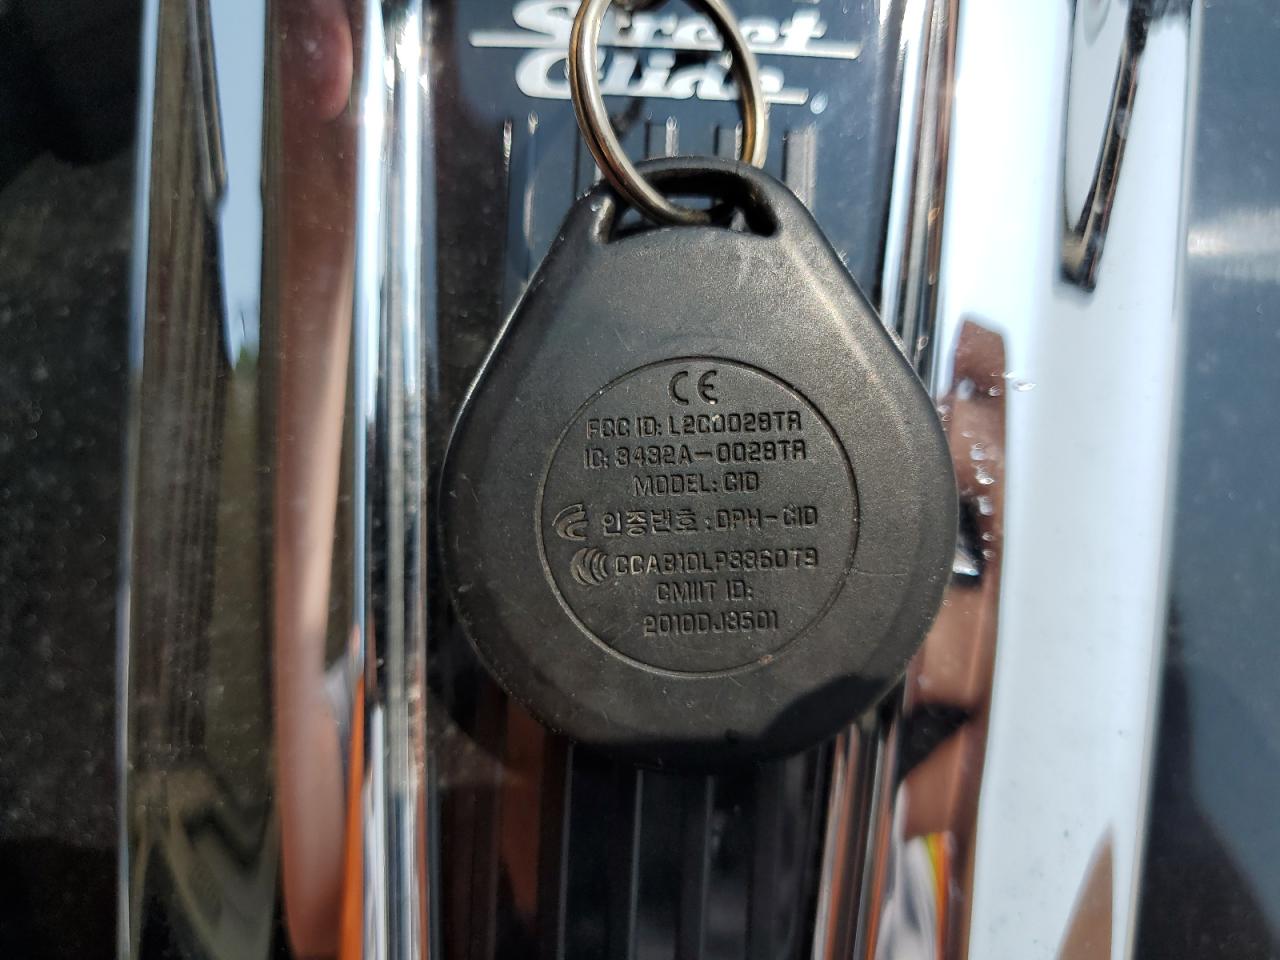 Street
Glide
CE
FCC ID: L2C0028TR
IC: 3432A-0028TR
MODEL: CID
인증번호 : DPH-CID
CCAB10LP3360T9
CMIIT ID:
2010DJ3501